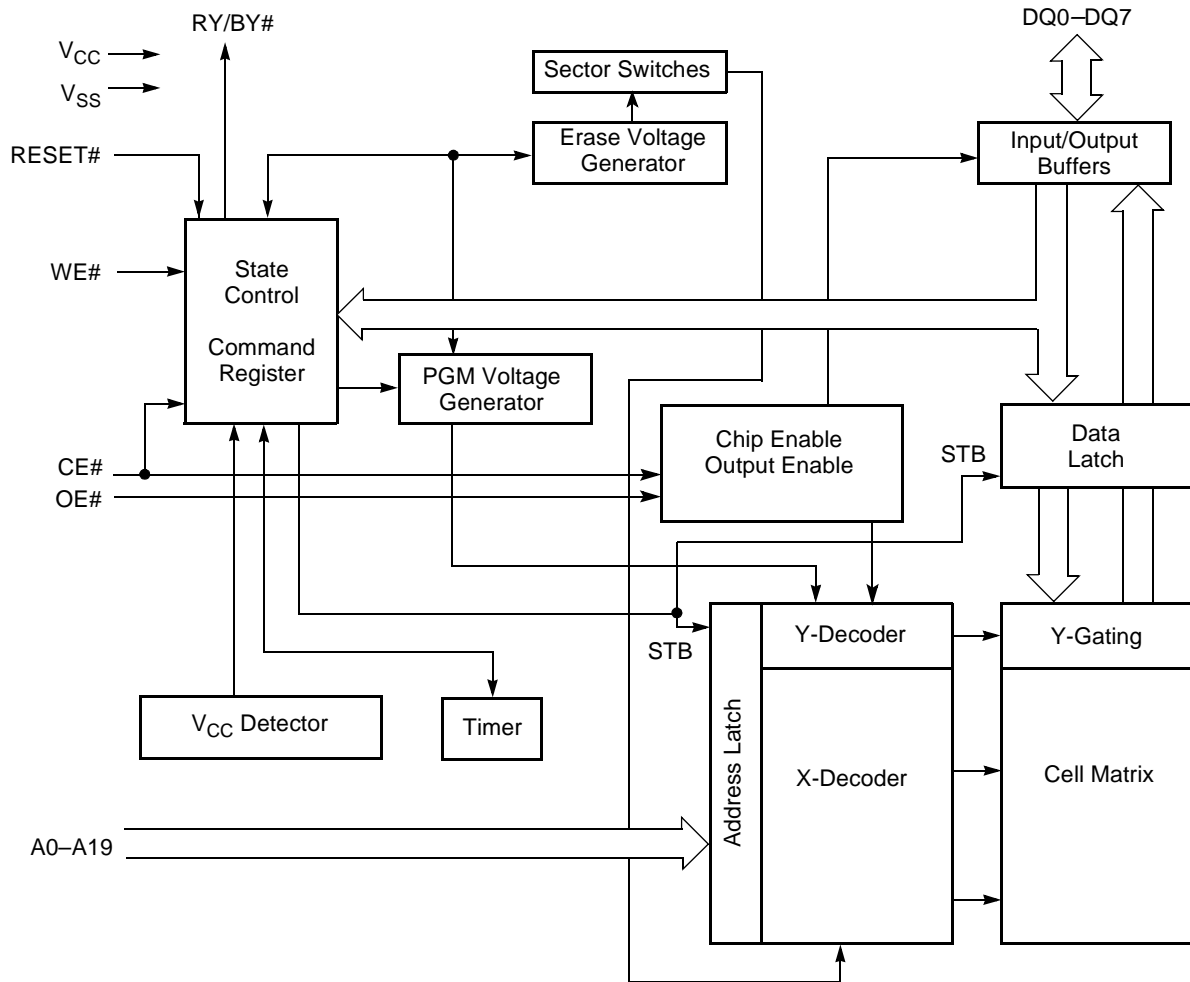 RY/BY#
DQ0–DQ7
VCC
VSS
Sector Switches
RESET#
Erase Voltage
Generator
Input/Output
Buffers
WE#
State
Control
Command
Register
PGM Voltage
Generator
Chip Enable
Output Enable
Data
Latch
STB
CE#
OE#
STB
Y-Decoder
Y-Gating
VCC Detector
Timer
Address Latch
X-Decoder
Cell Matrix
A0–A19